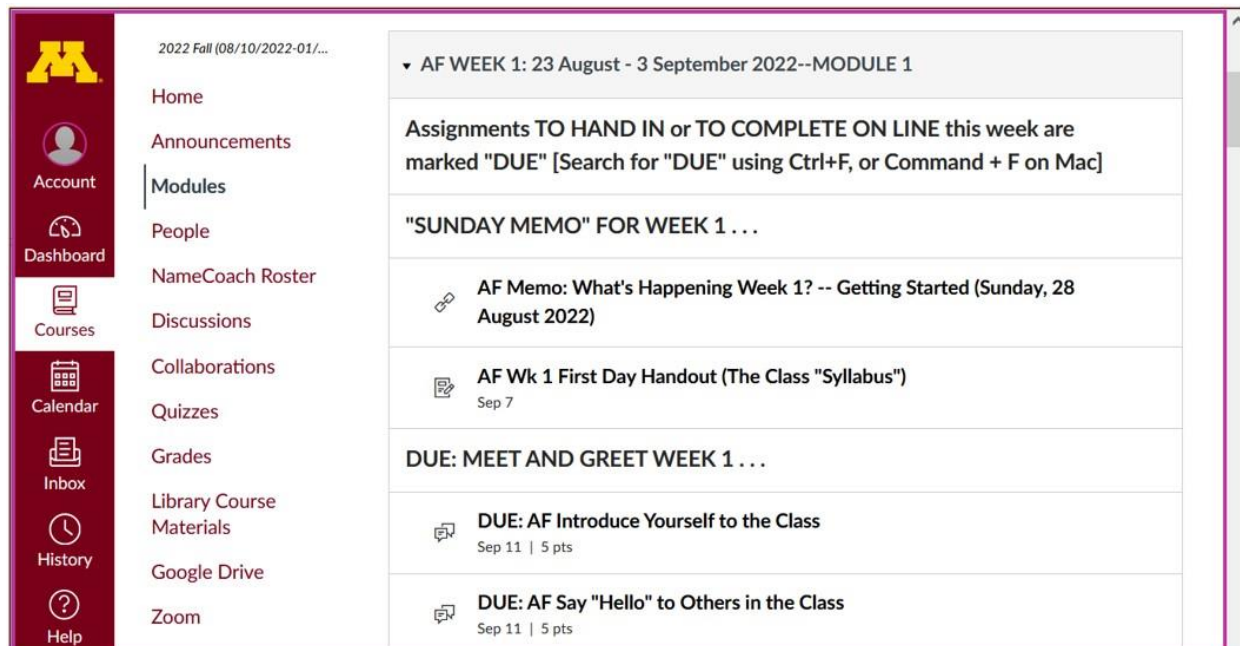 M
Account
Dashboard
Courses
Calendar
Inbox
History
Help
2022 Fall (08/10/2022-01/...
Home
Announcements
Modules
People
NameCoach Roster
Discussions
Collaborations
Quizzes
Grades
Library Course
Materials
Google Drive
Zoom
AF WEEK 1: 23 August - 3 September 2022--MODULE 1
Assignments TO HAND IN or TO COMPLETE ON LINE this week are
marked "DUE" [Search for "DUE" using Ctrl+F, or Command + F on Mac]
"SUNDAY MEMO" FOR WEEK 1 . . .
AF Memo: What's Happening Week 1? -- Getting Started (Sunday, 28
August 2022)
AF Wk 1 First Day Handout (The Class "Syllabus")
Sep 7
DUE: MEET AND GREET WEEK 1 . . .
DUE: AF Introduce Yourself to the Class
Sep 11 | 5 pts
DUE: AF Say "Hello" to Others in the Class
Sep 11 | 5 pts